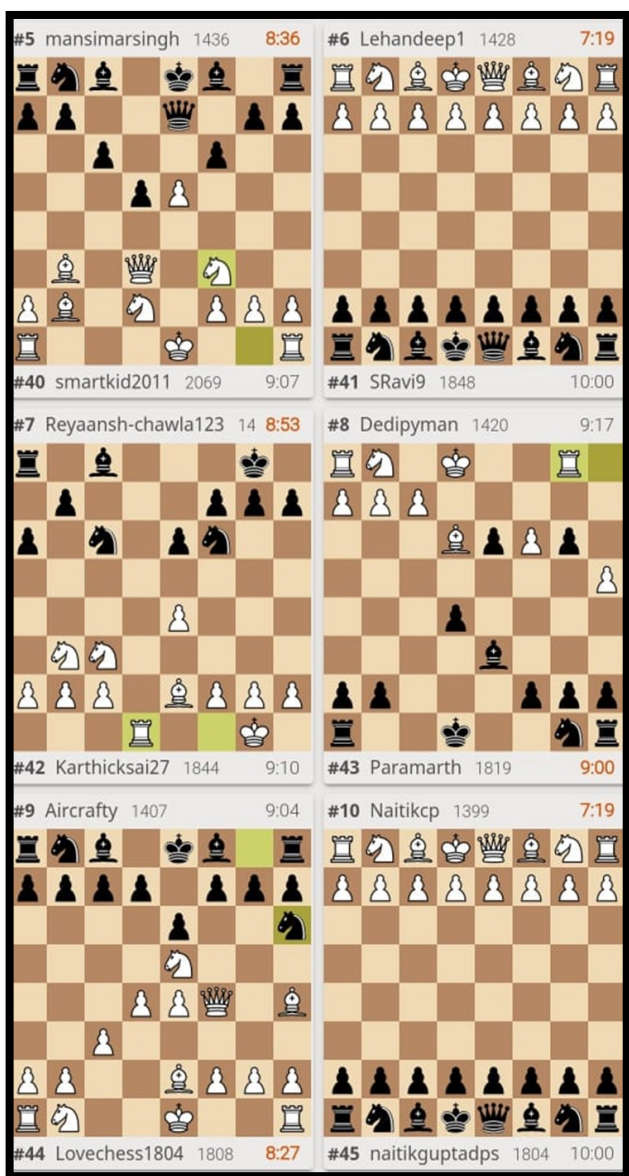 #5 mansimarsingh 1436 8:36
#6 Lehandeep1 1428 7:19
#40 smartkid2011 2069 9:07
#41 SRavi9 1848 10:00
#7 Reyaansh-chawla123 14 8:53
#8 Dedipyman 1420 9:17
#42 Karthicksai27 1844 9:10
#43 Paramarth 1819 9:00
#9 Aircrafty 1407 9:04
#10 Naitikcp 1399 7:19
#44 Lovechess1804 1808 8:27
#45 naitikguptadps 1804 10:00